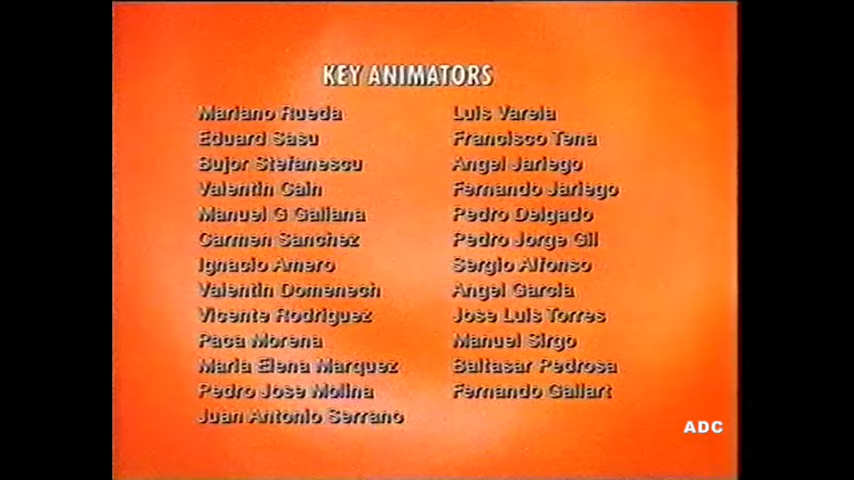 KEY ANIMATORS
Mariano Rueda
Eduard Sasu
Bujor Stefanescu
Valentin Cain
Manuel G Galiana
Carmen Sanchez
Ignacio Amero
Valentin Domenech
Vicente Rodriguez
Paca Morena
Maria Elena Marquez
Pedro Jose Molina
Juan Antonio Serrano
Luis Varela
Francisco Tena
Angel Jariego
Fernando Jariego
Pedro Delgado
Pedro Jorge Gil
Sergio Alfonso
Angel Garcia
Jose Luis Torres
Manuel Sirgo
Baltasar Pedrosa
Fernando Gallart
ADC